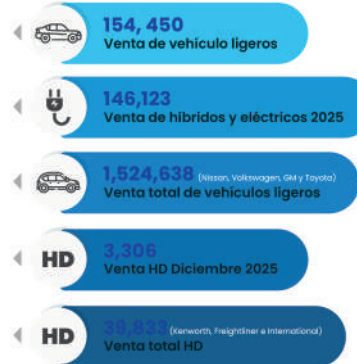 154, 450
Venta de vehículo ligeros
146,123
Venta de híbridos y eléctricos 2025
1,524,638 (Nissan, Volkswagen, GM y Toyota)
Venta total de vehículos ligeros
HD
3,306
Venta HD Diciembre 2025
HD
39,833 (Kenworth, Freightliner e International)
Venta total HD